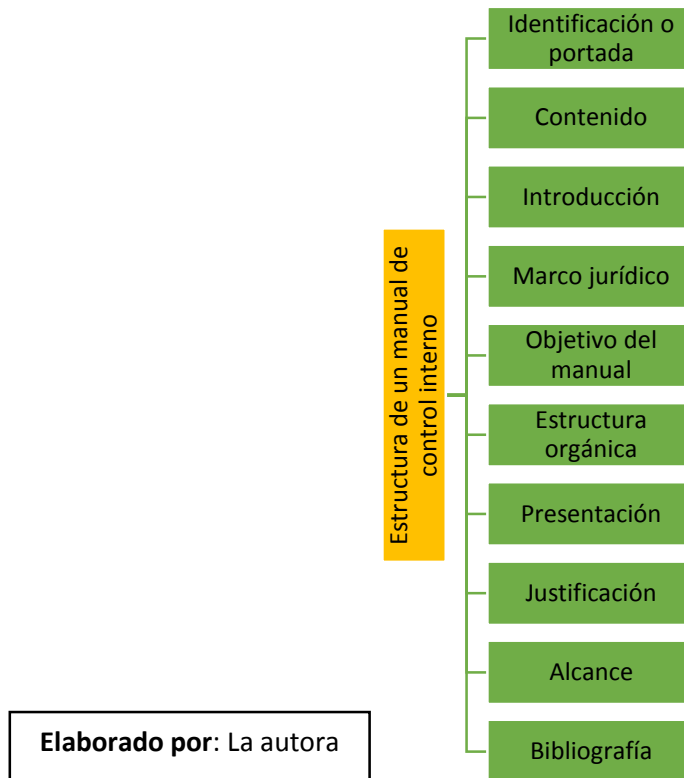 Identificación o
portada
Contenido
Introducción
Marco jurídico
Estructura de un manual de
control interno
Objetivo del
manual
Estructura
orgánica
Presentación
Justificación
Alcance
Bibliografía
Elaborado por: La autora